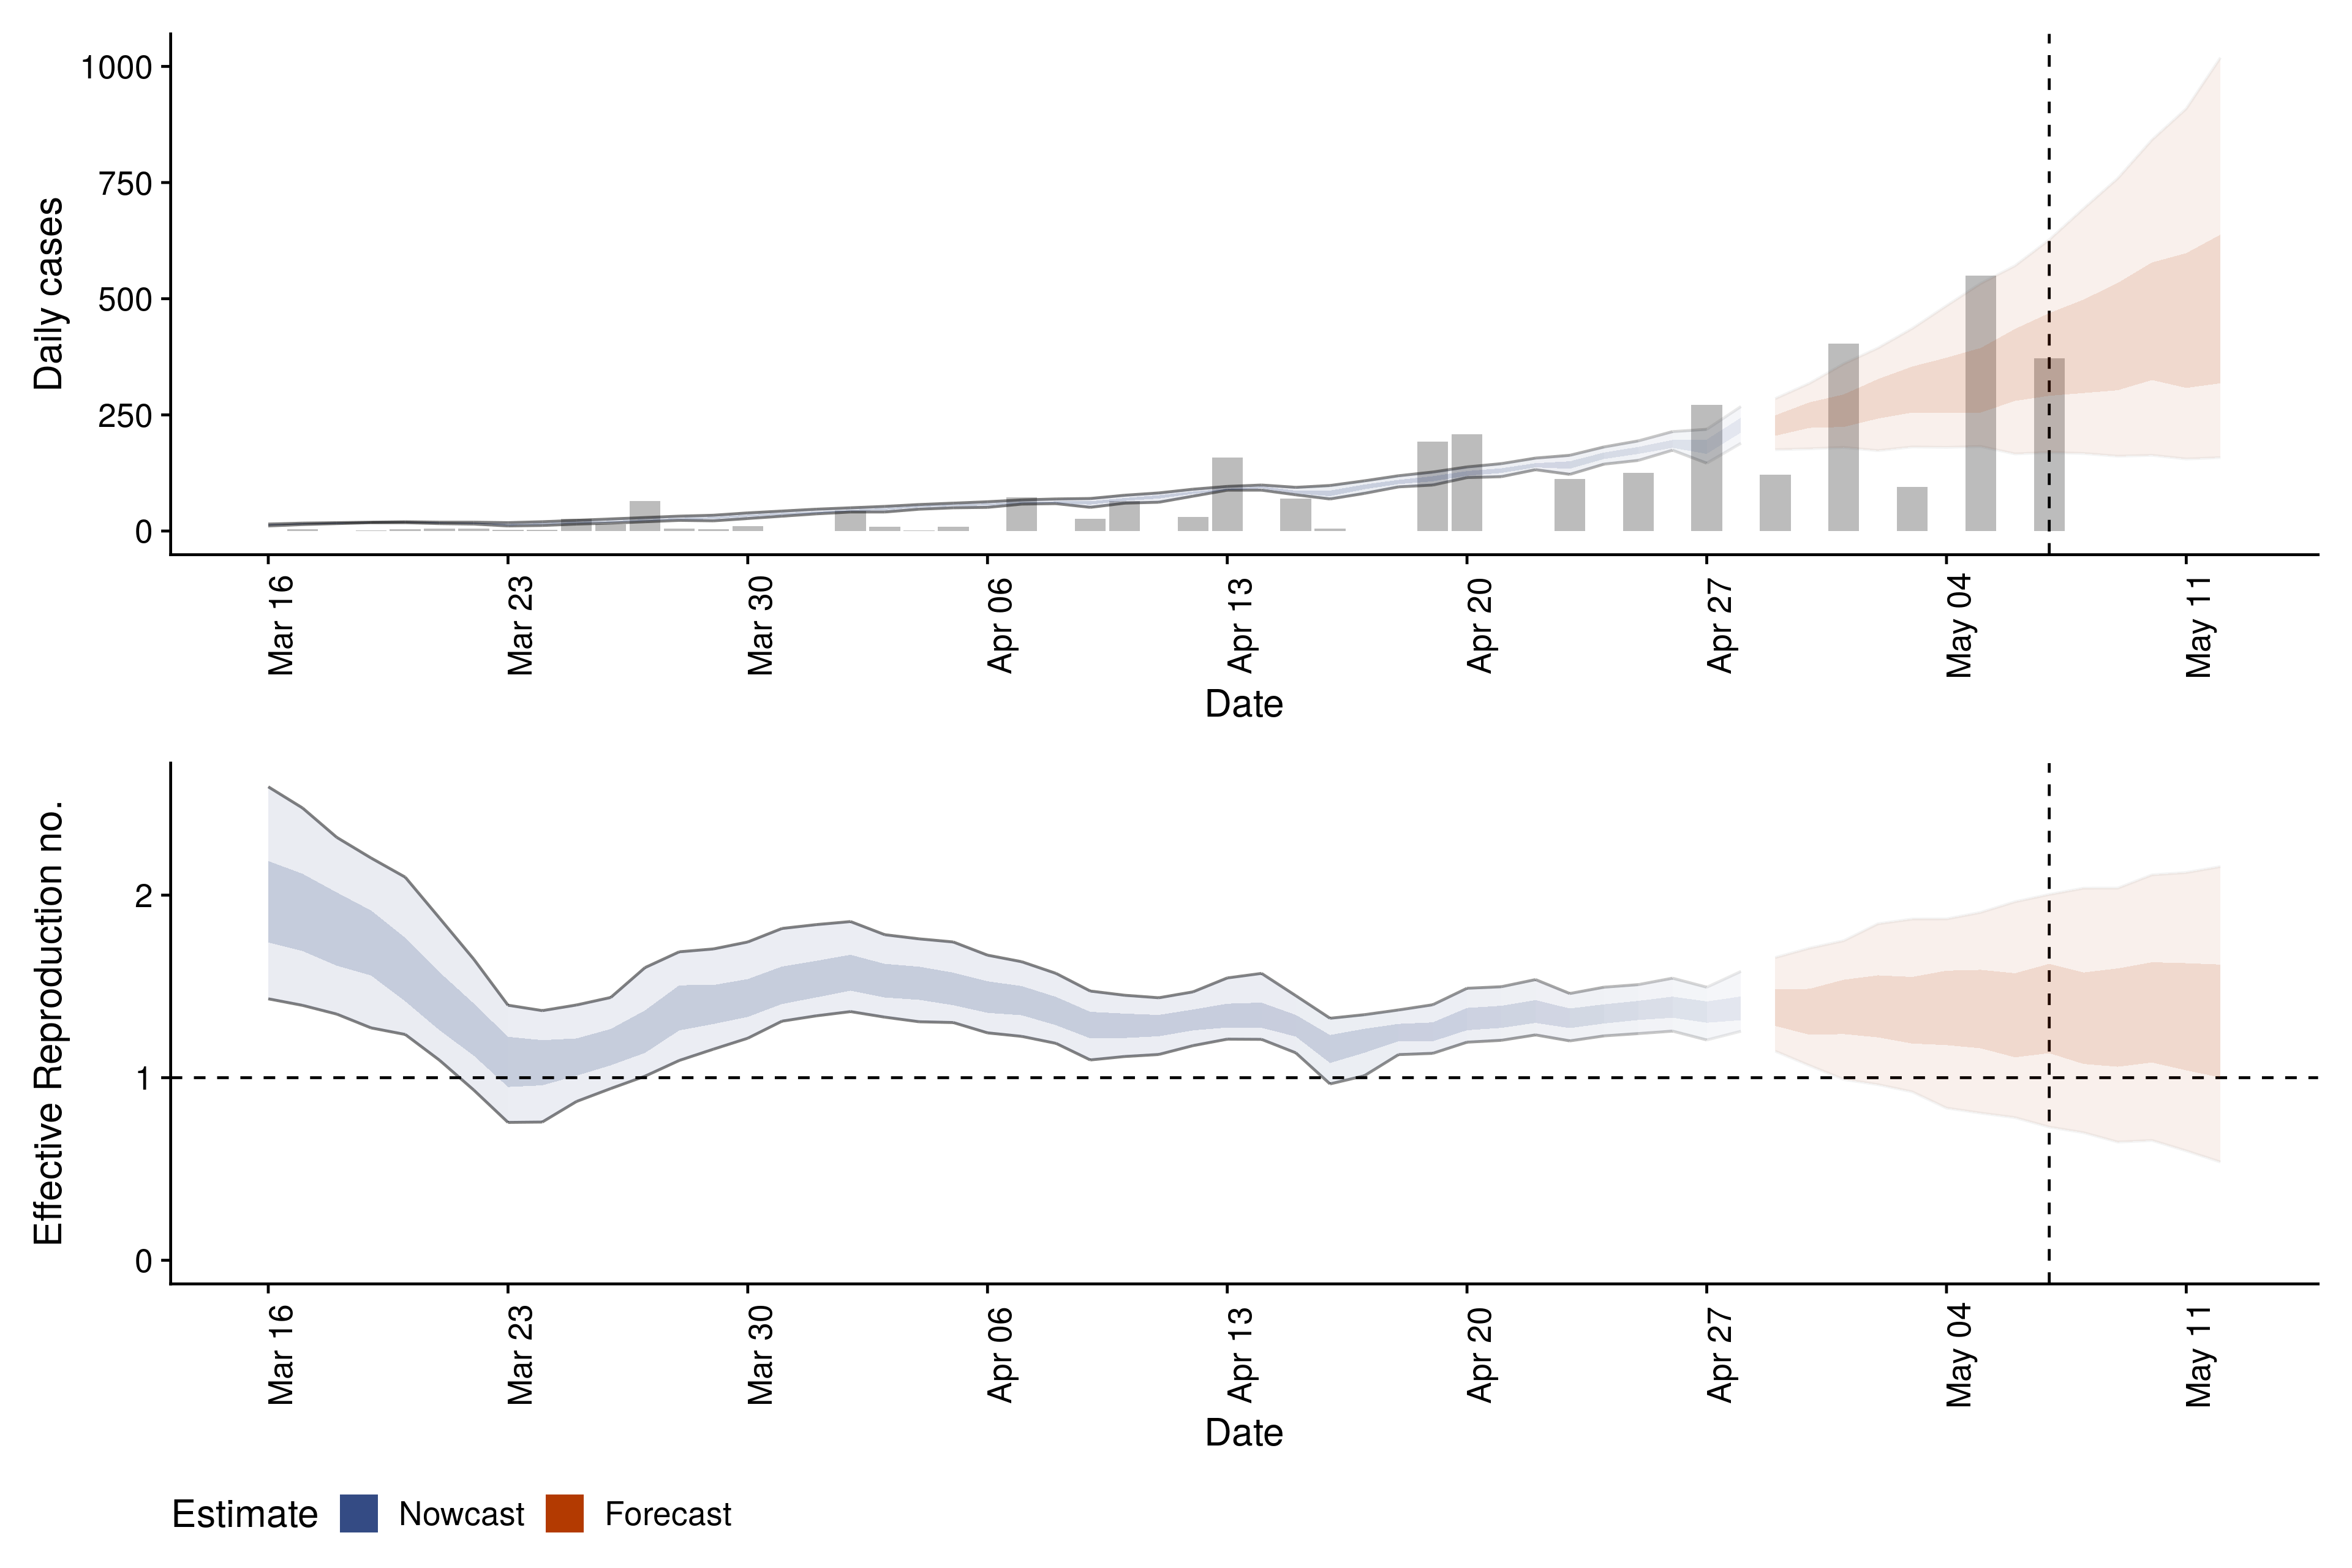 Daily cases
1000
750
500
250
0
Mar 16
Mar 23
Mar 30
Apr 06
Apr 13
Apr 20
Apr 27
May 04
May 11
Date
Effective Reproduction no.
2
1
0
Mar 16
Mar 23
Mar 30
Apr 06
Apr 13
Apr 20
Apr 27
May 04
May 11
Date
Estimate Nowcast Forecast